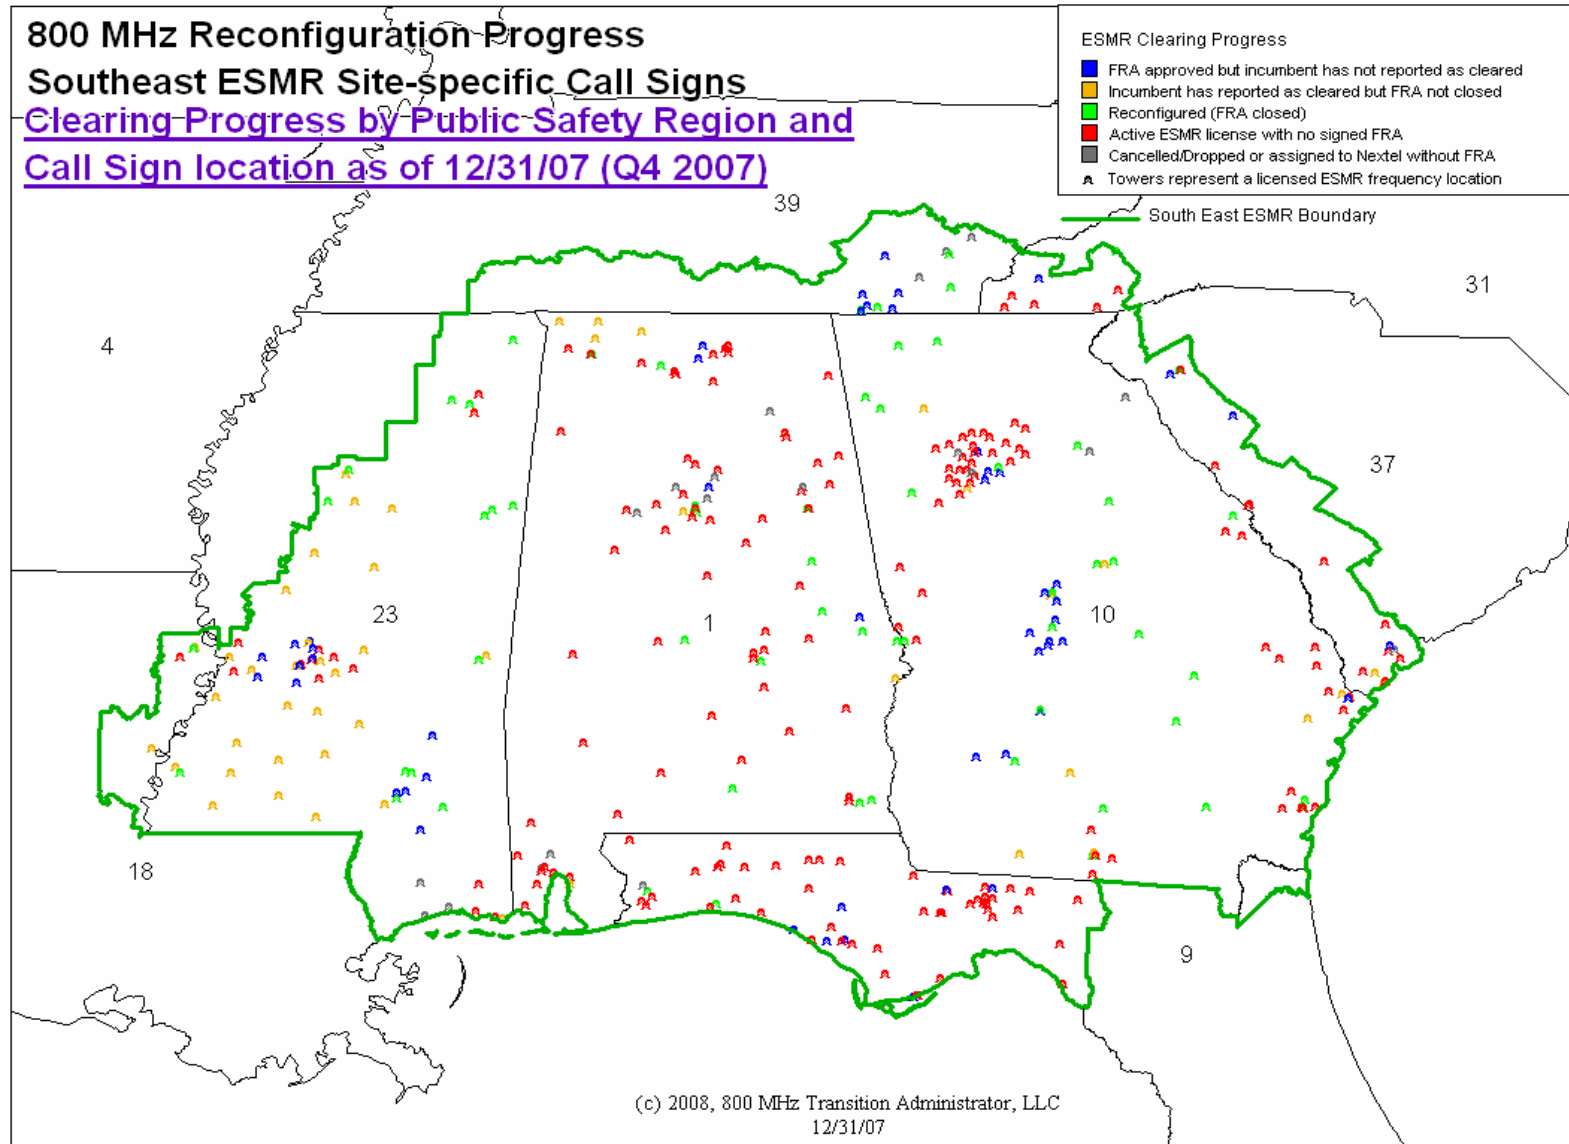 800 MHz Reconfiguration Progress
Southeast ESMR Site-specific Call Signs
Clearing Progress by Public Safety Region and
Call Sign location as of 12/31/07 (Q4 2007)
ESMR Clearing Progress
FRA approved but incumbent has not reported as cleared
Incumbent has reported as cleared but FRA not closed
Reconfigured (FRA closed)
Active ESMR license with no signed FRA
Cancelled/Dropped or assigned to Nextel without FRA
Towers represent a licensed ESMR frequency location
South East ESMR Boundary
39
31
4
37
23
1
10
18
9
(c) 2008, 800 MHz Transition Administrator, LLC
12/31/07